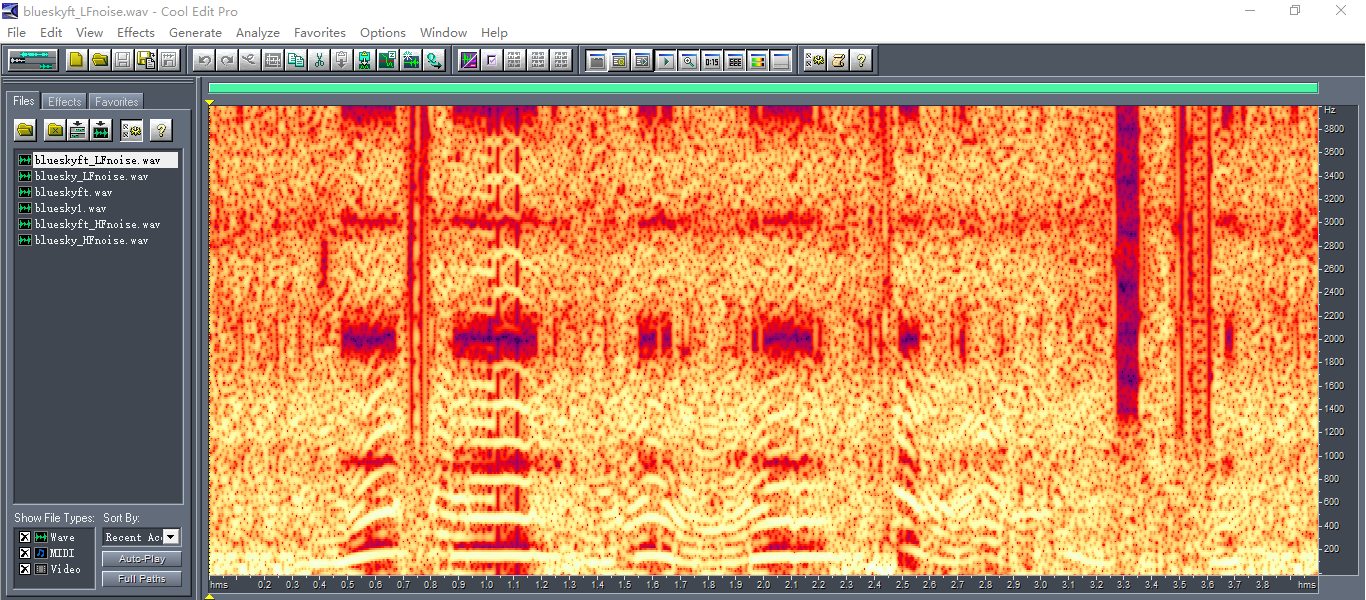 blueskyft_LFnoise.wav - Cool Edit Pro
File Edit View Effects Generate Analyze Favorites Options Window Help
0:15
Files Effects Favorites
blueskyft_LFnoise.wav
bluesky_LFnoise.wav
blueskyft.wav
bluesky1.wav
blueskyft_HFnoise.wav
bluesky_HFnoise.wav
Show File Types: Sort By:
Wave
MIDI
Video
Recent Ac
Auto-Play
Full Paths
Hz
3800
3600
3400
3200
3000
2800
2600
2400
2200
2000
1800
1600
1400
1200
1000
800
600
400
200
hms 0.2 0.3 0.4 0.5 0.6 0.7 0.8 0.9 1.0 1.1 1.2 1.3 1.4 1.5 1.6 1.7 1.8 1.9 2.0 2.1 2.2 2.3 2.4 2.5 2.6 2.7 2.8 2.9 3.0 3.1 3.2 3.3 3.4 3.5 3.6 3.7 3.8 hms